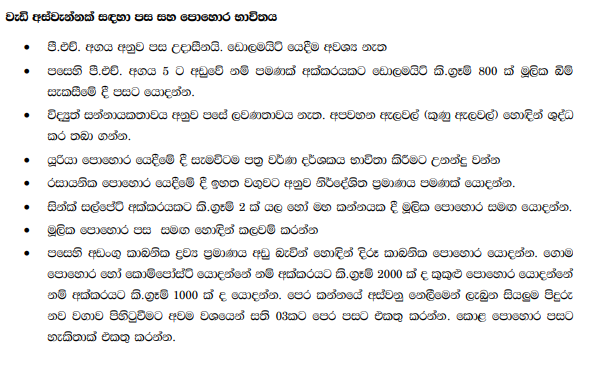 වැඩි අස්වැන්නක් සඳහා පස සහ පොහොර භාවිතය
• පී.එච්. අගය අනුව පස උදාසීනයි. ඩොලමයිට් යෙදීම අවශ්‍ය නැත
• පසෙහි පී.එච්. අගය 5 ට අඩුවේ නම් පමණක් අක්කරයකට ඩොලමයිට් කි.ග්‍රෑම් 800 ක් මූලික බිම්
සැකසීමේ දී පසට යොදන්න.
• විද්‍යුත් සන්නායකතාවය අනුව පසේ ලවණතාවය නැත. අපවහන ඇලවල් (කුණු ඇලවල්) හොඳින් ශුද්ධ
කර තබා ගන්න.
• යූරියා පොහොර යෙදීමේ දී සැමවිටම පත්‍ර වර්ණ දර්ශකය භාවිතා කිරීමට උනන්දු වන්න
• රසායනික පොහොර යෙදීමේ දී ඉහත වගුවට අනුව නිර්දේශිත ප්‍රමාණය පමණක් යොදන්න.
• සින්ක් සල්පේට් අක්කරයකට කි.ග්‍රෑම් 2 ක් යල හෝ මහ කන්නයක දී මූලික පොහොර සමඟ යොදන්න.
• මූලික පොහොර පස සමඟ හොඳින් කලවම් කරන්න
• පසෙහි අඩංගු කාබනික ද්‍රව්‍ය ප්‍රමාණය අඩු බැවින් හොඳින් දිරූ කාබනික පොහොර යොදන්න. ගොම
පොහොර හෝ කොම්පෝස්ට් යොදන්නේ නම් අක්කරයට කි.ග්‍රෑම් 2000 ක් ද කුකුළු පොහොර යොදන්නේ
නම් අක්කරයට කි.ග්‍රෑම් 1000 ක් ද යොදන්න. පෙර කන්නයේ අස්වනු නෙලීමෙන් ලැබුන සියලුම පිදුරු
නව වගාව පිහිටුවීමට අවම වශයෙන් සති 03කට පෙර පසට එකතු කරන්න. කොළ පොහොර පසට
හැකිතාක් එකතු කරන්න.